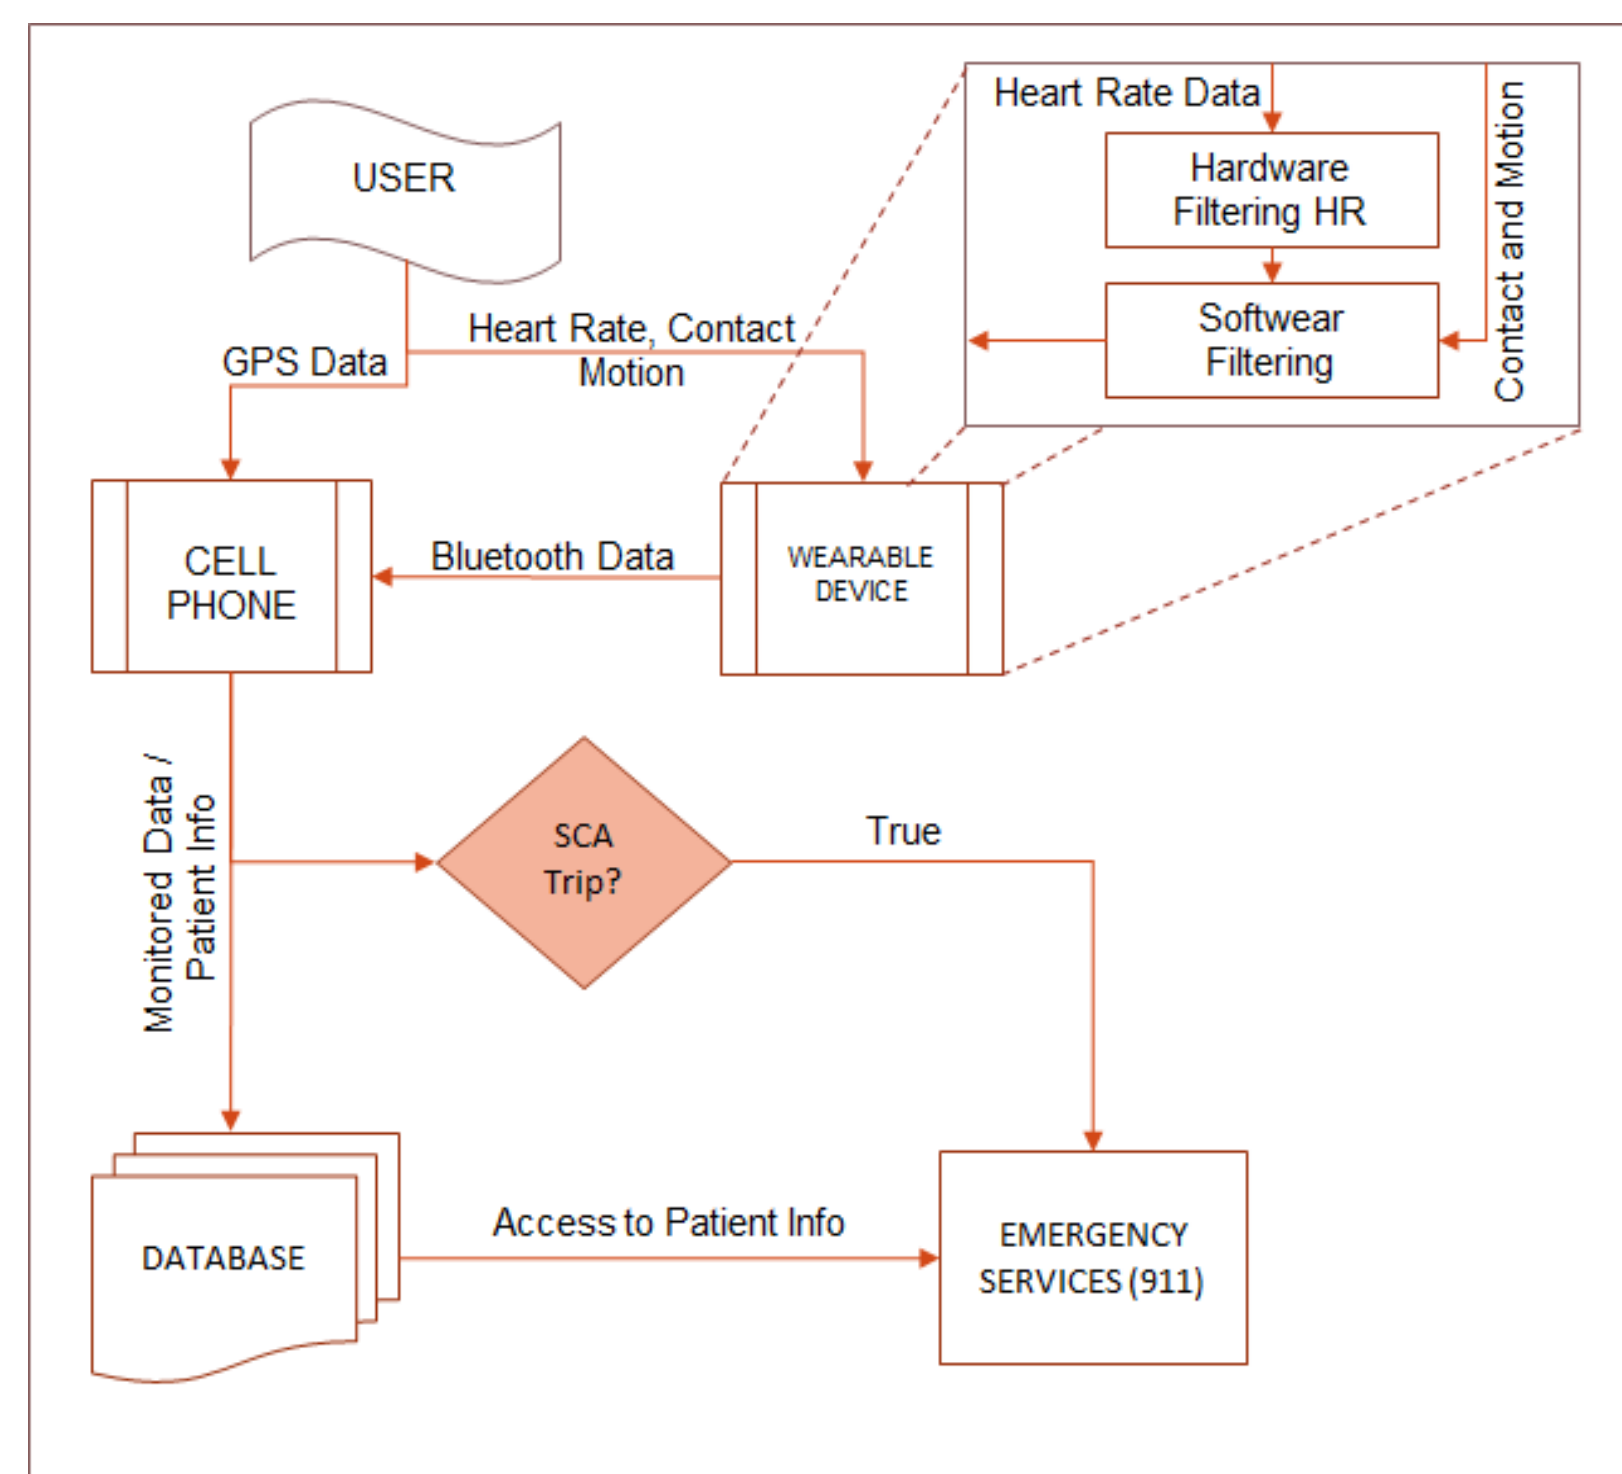 USER
Heart Rate Data
Hardware
Filtering HR
Softwear
Filtering
Contact and Motion
GPS Data
Heart Rate, Contact
Motion
CELL
PHONE
Bluetooth Data
WEARABLE
DEVICE
Monitored Data /
Patient Info
SCA
Trip?
True
DATABASE
Access to Patient Info
EMERGENCY
SERVICES (911)